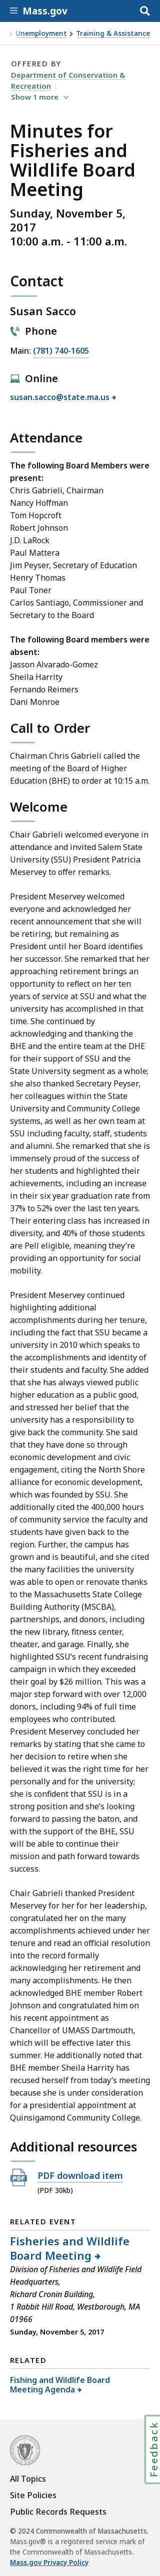 Mass.gov
Unemployment
Training & Assistance
OFFERED BY
Department of Conservation &
Recreation
Show 1 more
Minutes for
Fisheries and
Wildlife Board
Meeting
Sunday, November 5,
2017
10:00 a.m. - 11:00 a.m.
Contact
Susan Sacco
Phone
Main: (781) 740-1605
Online
susan.sacco@state.ma.us
Attendance
The following Board Members were
present:
Chris Gabrieli, Chairman
Nancy Hoffman
Tom Hopcroft
Robert Johnson
J.D. LaRock
Paul Mattera
Jim Peyser, Secretary of Education
Henry Thomas
Paul Toner
Carlos Santiago, Commissioner and
Secretary to the Board
The following Board Members were
absent:
Jasson Alvarado-Gomez
Sheila Harrity
Fernando Reimers
Dani Monroe
Call to Order
Chairman Chris Gabrieli called the
meeting of the Board of Higher
Education (BHE) to order at 10:15 a.m.
Welcome
Chair Gabrieli welcomed everyone in
attendance and invited Salem State
University (SSU) President Patricia
Meservey to offer remarks.
President Meservey welcomed
everyone and acknowledged her
recent announcement that she will
be retiring, but remaining as
President until her Board identifies
her successor. She remarked that her
approaching retirement brings an
opportunity to reflect on her ten
years of service at SSU and what the
university has accomplished in that
time. She continued by
acknowledging and thanking the
BHE and the entire team at the DHE
for their support of SSU and the
State University segment overall;
she also thanked Secretary Peyser,
her colleagues within the State
University and Community College
systems, as well as her own team at
SSU including faculty, staff, students
and alumni. She remarked that she is
immensely proud of the success of
her students and highlighted their
achievements, including an increase
in six year graduation rate from
37% to 52% over the last ten years.
Their entering class has increased in
diversity, and 40% of those students
are Pell eligible, meaning they’re
providing opportunity for social
mobility.
President Meservey continued
highlighting additional
accomplishments during her tenure,
including the fact that SSU became a
university in 2010 which speaks to
the accomplishments and identity of
their students and faculty. She added
that she has always viewed public
higher education as a public good,
and stressed the responsibility to
give back to the community. She said
that involves economic development,
democracy overall and civic
engagement, citing the North Shore
alliance for economic development,
which was founded by SSU. She
additionally cited the 400,000 hours
of community service the faculty and
students have given back to the
region. Further, the campus has
grown and is beautiful, and she cited
the many facilities the university
was able to open or renovate thanks
to the Massachusetts State College
Building Authority (MSCBA),
partnerships, and donors, including
the new library, fitness center,
theater, and garage. Finally, she
highlighted SSU’s recent fundraising
campaign in which they exceeded
their goal by $26 million. This was a
major step forward with over 12,000
donors, including 94% of full time
employees who contributed.
President Meservey concluded her
remarks by stating that she came to
her decision to retire when she
believed it was the right time for her
personally and for the university;
she is confident that SSU is in a
strong position and she’s looking
forward to passing the baton, and
with the support of the BHE, SSU
will be able to continue their
mission and path forward towards
success.
Chair Gabrieli thanked President
Meservey for her for her leadership,
congratulated her on the many
accomplishments achieved under her
tenure and read an official resolution
into the record formally
acknowledging her retirement and
many accomplishments. He then
acknowledged BHE member Robert
Johnson and congratulated him on
his recent appointment as
Chancellor of UMASS Dartmouth,
which will be effective later this
summer. He additionally noted that
BHE member Sheila Harrity has
recused herself from today’s meeting
because she is under consideration
for a presidential appointment at
Quinsigamond Community College.
Additional resources
PDF
PDF download item
(PDF 30kb)
RELATED EVENT
Fisheries and Wildlife
Board Meeting
Division of Fisheries and Wildlife Field
Headquarters,
Richard Cronin Building,
1 Rabbit Hill Road, Westborough, MA
01966
Sunday, November 5, 2017
RELATED
Fishing and Wildlife Board
Meeting Agenda
Feedback
All Topics
Site Policies
Public Records Requests
© 2024 Commonwealth of Massachusetts.
Mass.gov® is a registered service mark of
the Commonwealth of Massachusetts.
Mass.gov Privacy Policy